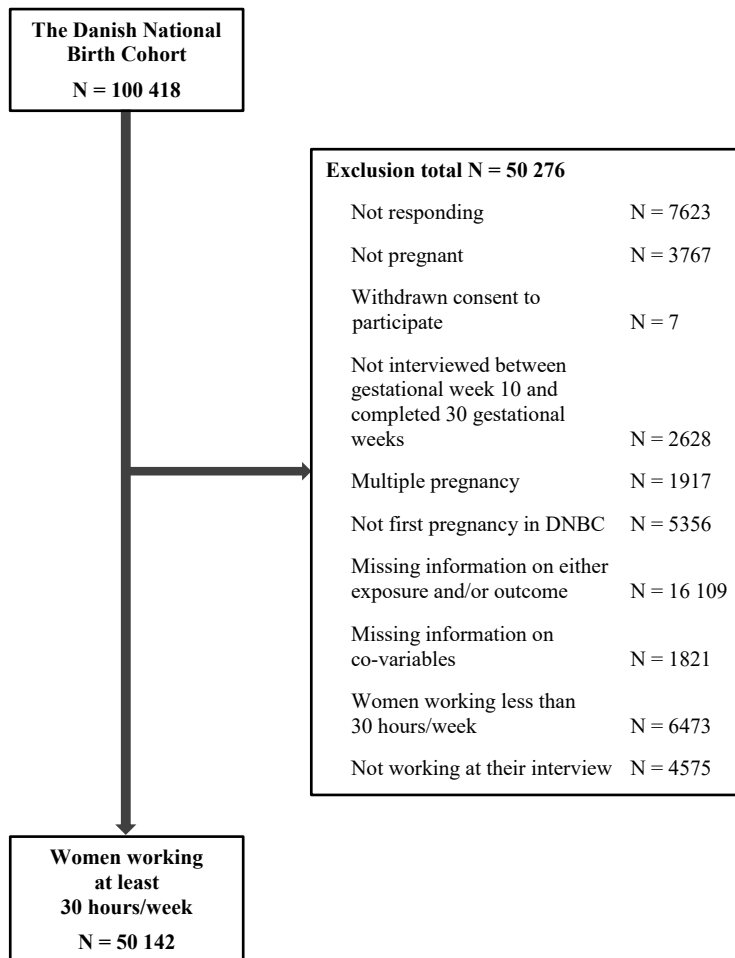 The Danish National
Birth Cohort
N = 100 418
Exclusion total N = 50 276
Not responding N = 7623
Not pregnant N = 3767
Withdrawn consent to
participate N = 7
Not interviewed between
gestational week 10 and
completed 30 gestational
weeks N = 2628
Multiple pregnancy N = 1917
Not first pregnancy in DNBC N = 5356
Missing information on either
exposure and/or outcome N = 16 109
Missing information on
co-variables N = 1821
Women working less than
30 hours/week N = 6473
Not working at their interview N = 4575
Women working
at least
30 hours/week
N = 50 142